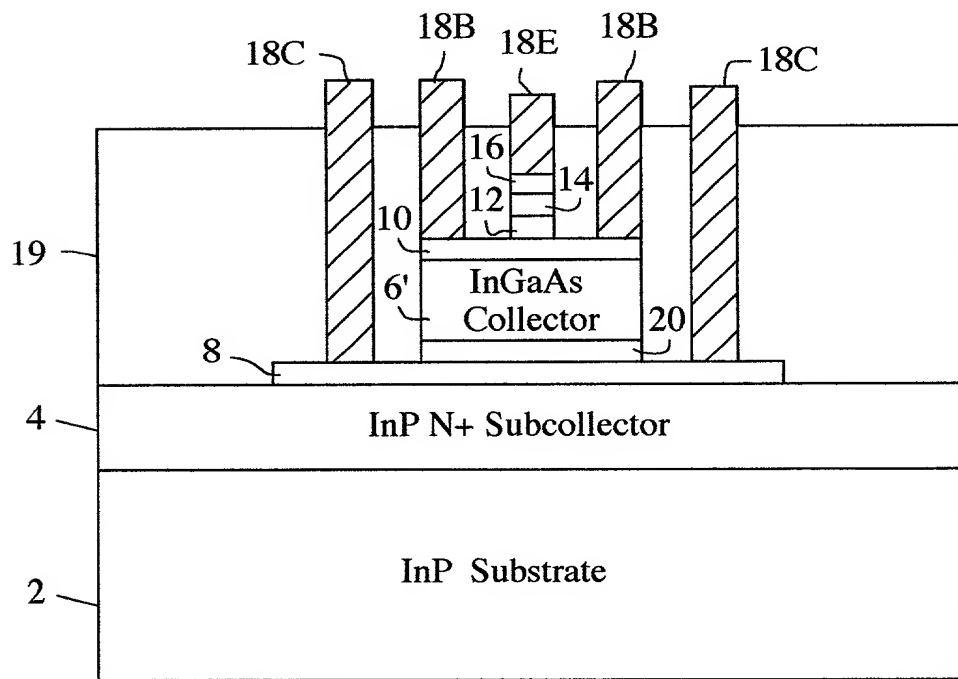 18C
18B
18E
18B
18C
16
14
12
10
19
InGaAs
6'
Collector
20
8
4
InP N+ Subcollector
InP Substrate
2